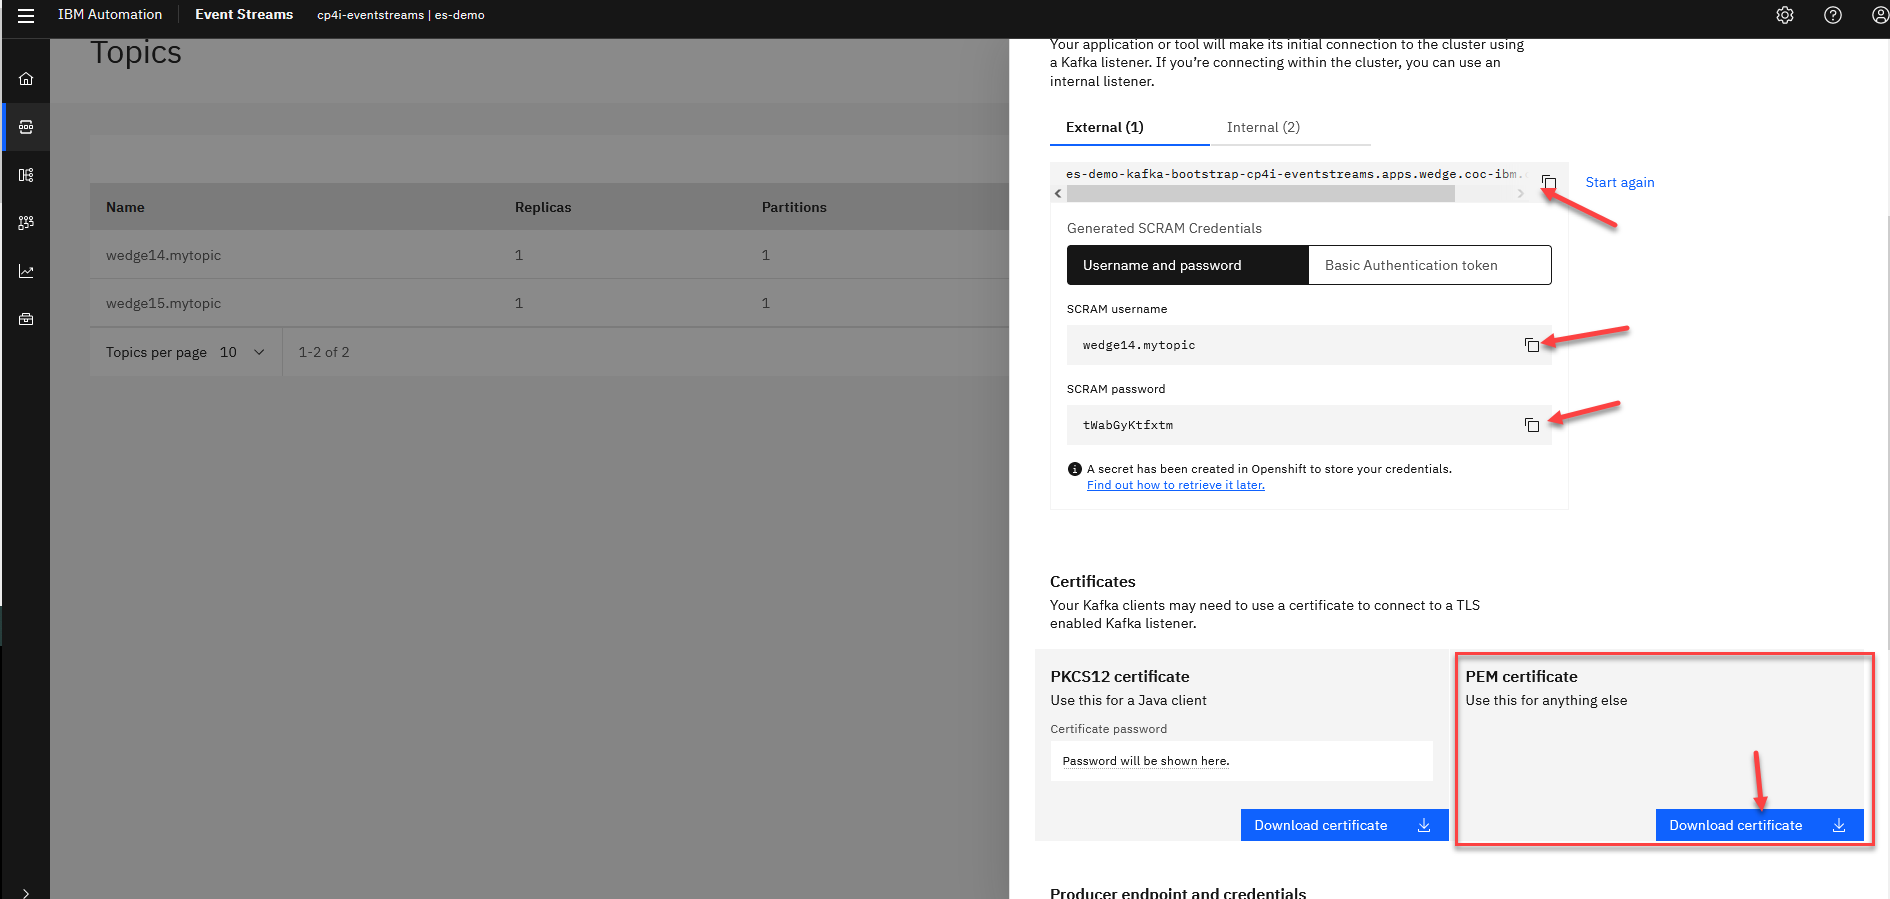 IBM Automation
Event Streams
cp4i-eventstreams | es-demo
Topics
Name Replicas Partitions
wedge14.mytopic 1 1
wedge15.mytopic 1 1
Topics per page 10 1-2 of 2
Your application or tool will make its initial connection to the cluster using
a Kafka listener. If you’re connecting within the cluster, you can use an
internal listener.
External (1) Internal (2)
es-demo-kafka-bootstrap-cp4i-eventstreams.apps.wedge.coc-ibm.
Start again
Generated SCRAM Credentials
Username and password Basic Authentication token
SCRAM username
wedge14.mytopic
SCRAM password
tWabGyKtfxtm
A secret has been created in Openshift to store your credentials.
Find out how to retrieve it later.
Certificates
Your Kafka clients may need to use a certificate to connect to a TLS
enabled Kafka listener.
PKCS12 certificate
Use this for a Java client
Certificate password
Password will be shown here.
Download certificate
PEM certificate
Use this for anything else
Download certificate
Producer endpoint and credentials